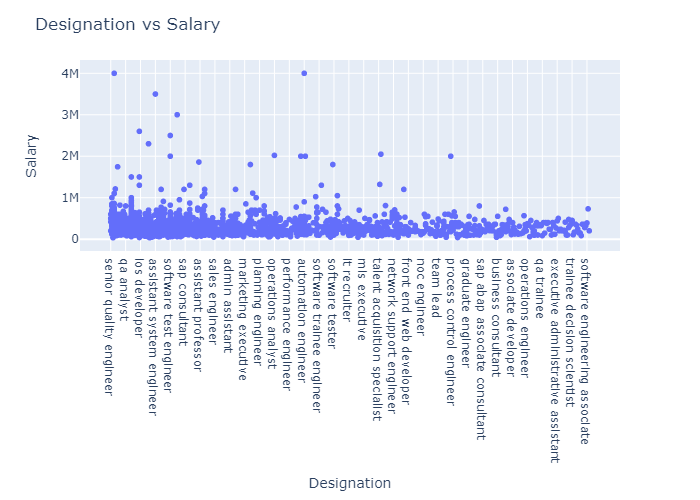 Designation vs Salary
4M
3M
2M
1M
0
Salary
senior quality engineer
qa analyst
ios developer
assistant system engineer
software test engineer
sap consultant
assistant professor
sales engineer
admin assistant
marketing executive
planning engineer
operations analyst
performance engineer
automation engineer
software trainee engineer
software tester
it recruiter
mis executive
talent acquisition specialist
network support engineer
front end web developer
noc engineer
team lead
process control engineer
graduate engineer
sap abap associate consultant
business consultant
associate developer
operations engineer
qa trainee
executive administrative assistant
trainee decision scientist
software engineering associate
Designation